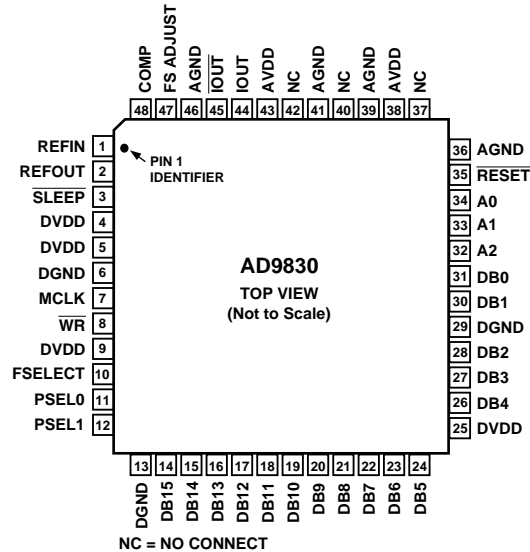 COMP
FS ADJUST
AGND
IOUT
IOUT
AVDD
NC
AGND
NC
AGND
AVDD
NC
48 47 46 45 44 43 42 41 40 39 38 37
REFIN 1
REFOUT 2
SLEEP 3
DVDD 4
DVDD 5
DGND 6
MCLK 7
WR 8
DVDD 9
FSELECT 10
PSEL0 11
PSEL1 12
PIN 1
IDENTIFIER
AD9830
TOP VIEW
(Not to Scale)
36 AGND
35 RESET
34 A0
33 A1
32 A2
31 DB0
30 DB1
29 DGND
28 DB2
27 DB3
26 DB4
25 DVDD
13 14 15 16 17 18 19 20 21 22 23 24
DGND
DB15
DB14
DB13
DB12
DB11
DB10
DB9
DB8
DB7
DB6
DB5
NC = NO CONNECT